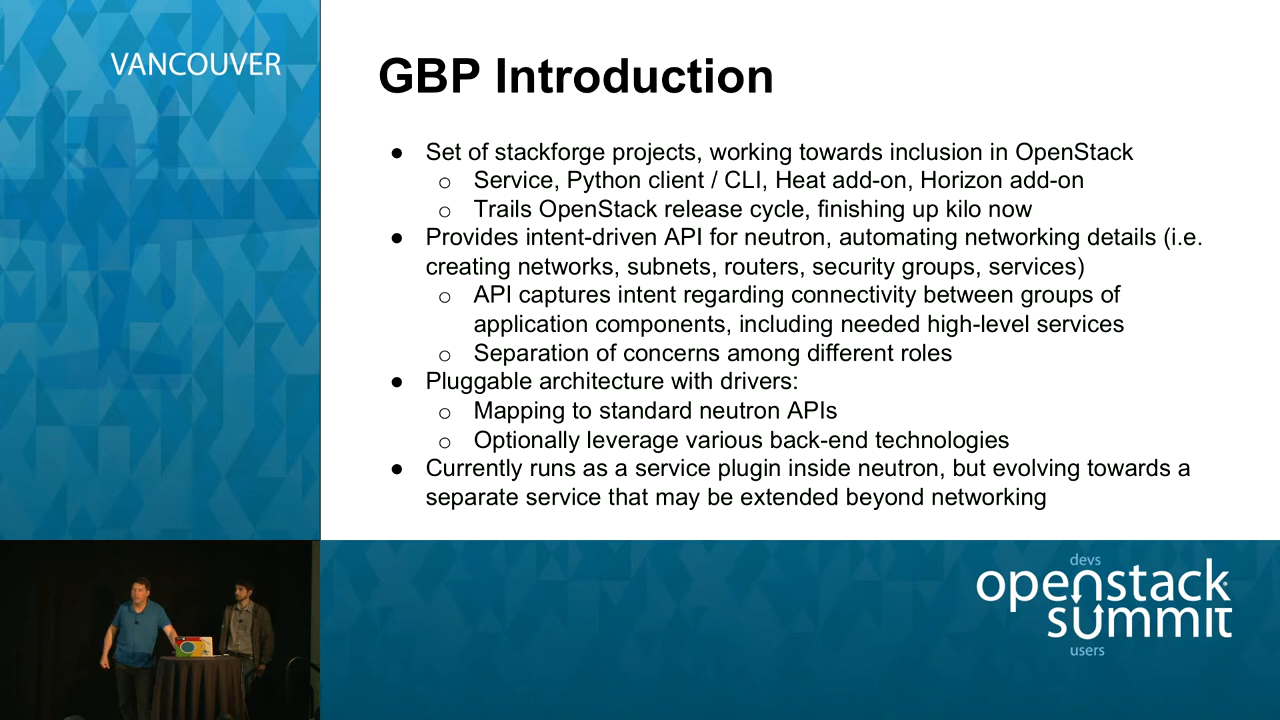 VANCOUVER
GBP Introduction
● Set of stackforge projects, working towards inclusion in OpenStack
○ Service, Python client / CLI, Heat add-on, Horizon add-on
○ Trails OpenStack release cycle, finishing up kilo now
● Provides intent-driven API for neutron, automating networking details (i.e.
creating networks, subnets, routers, security groups, services)
○ API captures intent regarding connectivity between groups of
application components, including needed high-level services
○ Separation of concerns among different roles
● Pluggable architecture with drivers:
○ Mapping to standard neutron APIs
○ Optionally leverage various back-end technologies
● Currently runs as a service plugin inside neutron, but evolving towards a
separate service that may be extended beyond networking
devs
openstack
summit
users